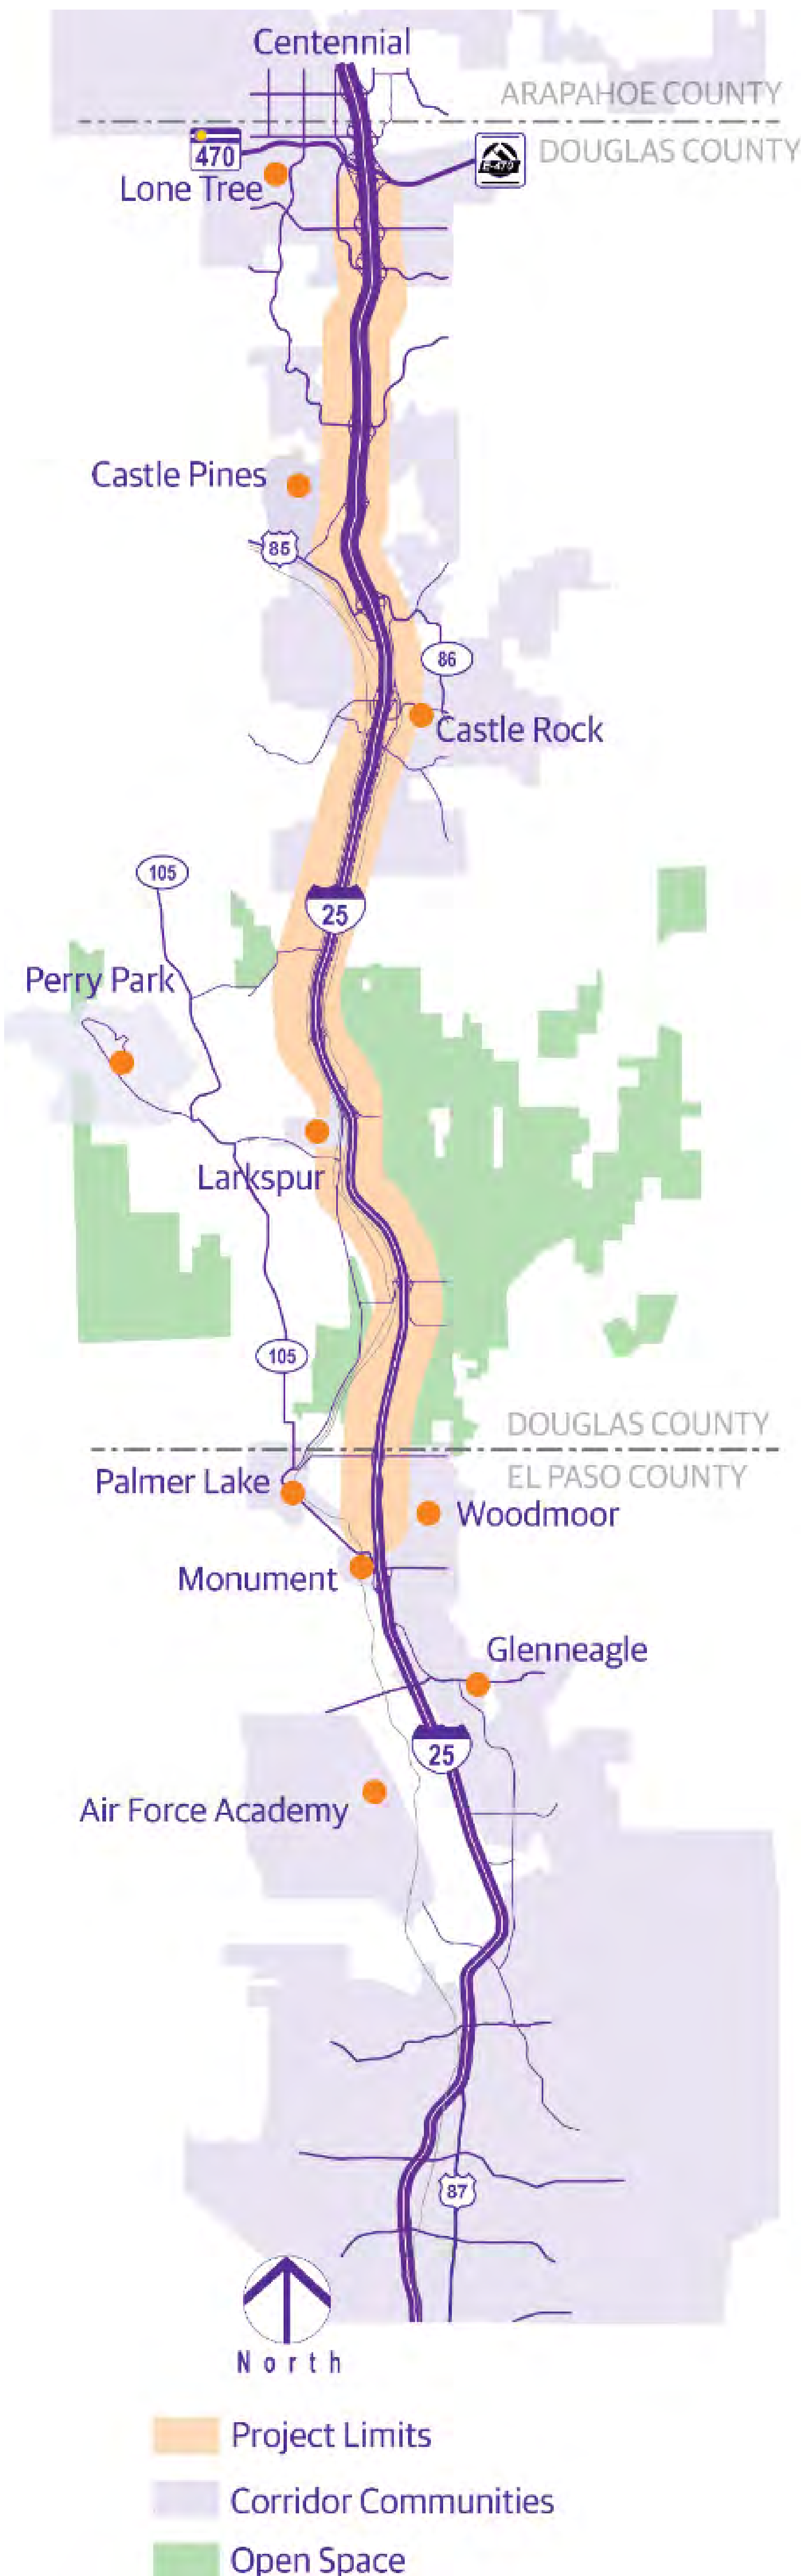 Centennial
ARAPAHOE COUNTY
470
E-470
DOUGLAS COUNTY
Lone Tree
Castle Pines
85
86
Castle Rock
105
25
Perry Park
Larkspur
105
DOUGLAS COUNTY
EL PASO COUNTY
Palmer Lake
Woodmoor
Monument
Glenneagle
25
Air Force Academy
87
North
Project Limits
Corridor Communities
Open Space